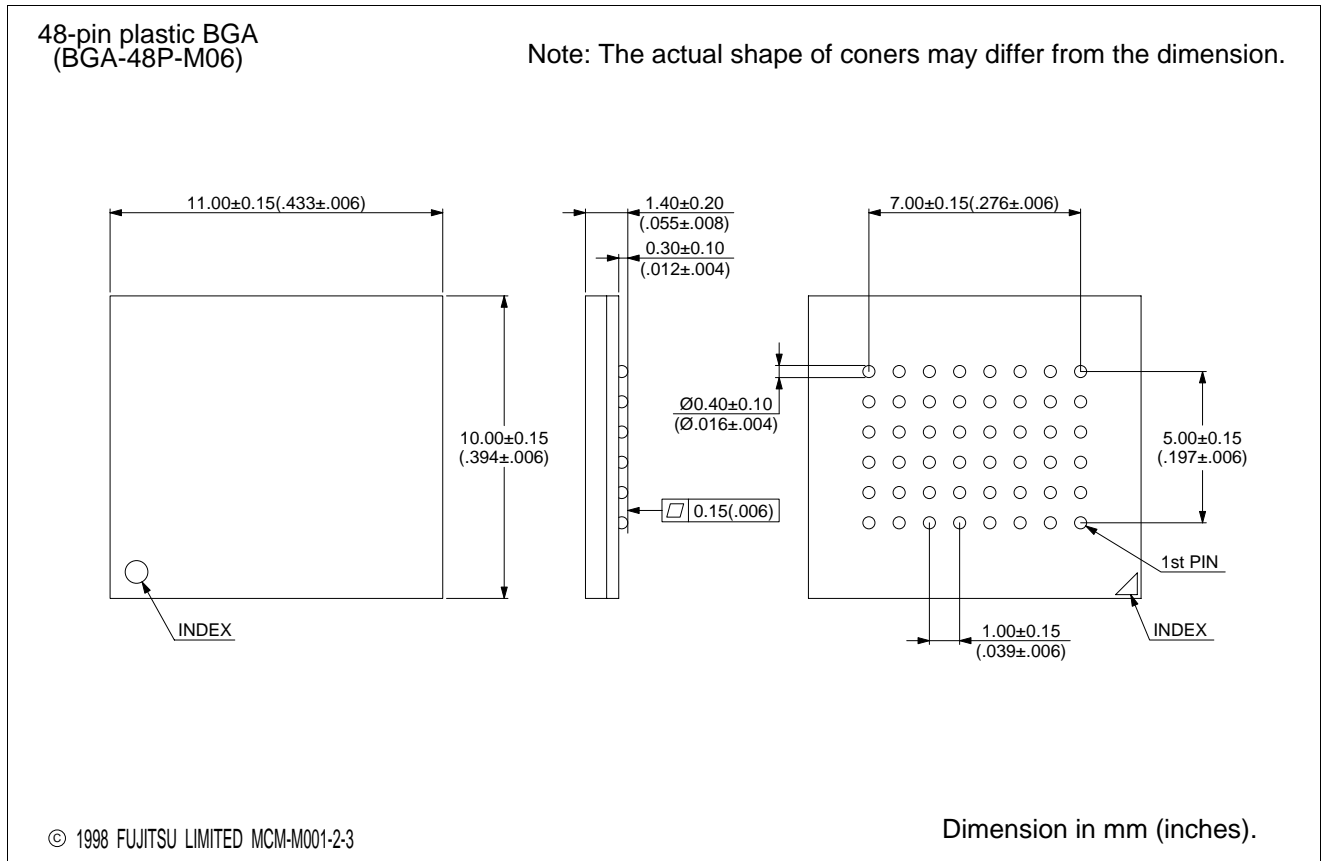 48-pin plastic BGA
(BGA-48P-M06)
Note: The actual shape of coners may differ from the dimension.
11.00±0.15(.433±.006)
1.40±0.20
(.055±.008)
0.30±0.10
(.012±.004)
7.00±0.15(.276±.006)
10.00±0.15
(.394±.006)
Ø0.40±0.10
(Ø.016±.004)
5.00±0.15
(.197±.006)
0.15(.006)
1st PIN
INDEX
1.00±0.15
(.039±.006)
INDEX
© 1998 FUJITSU LIMITED MCM-M001-2-3
Dimension in mm (inches).